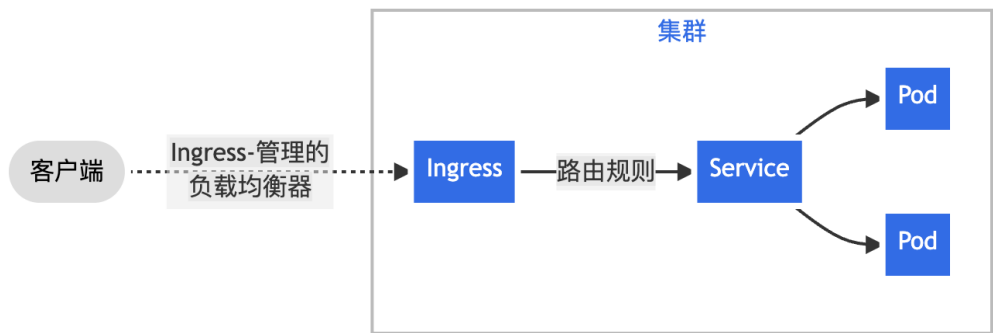 集群
客户端
Ingress-管理的
负载均衡器
Ingress
路由规则
Service
Pod
Pod